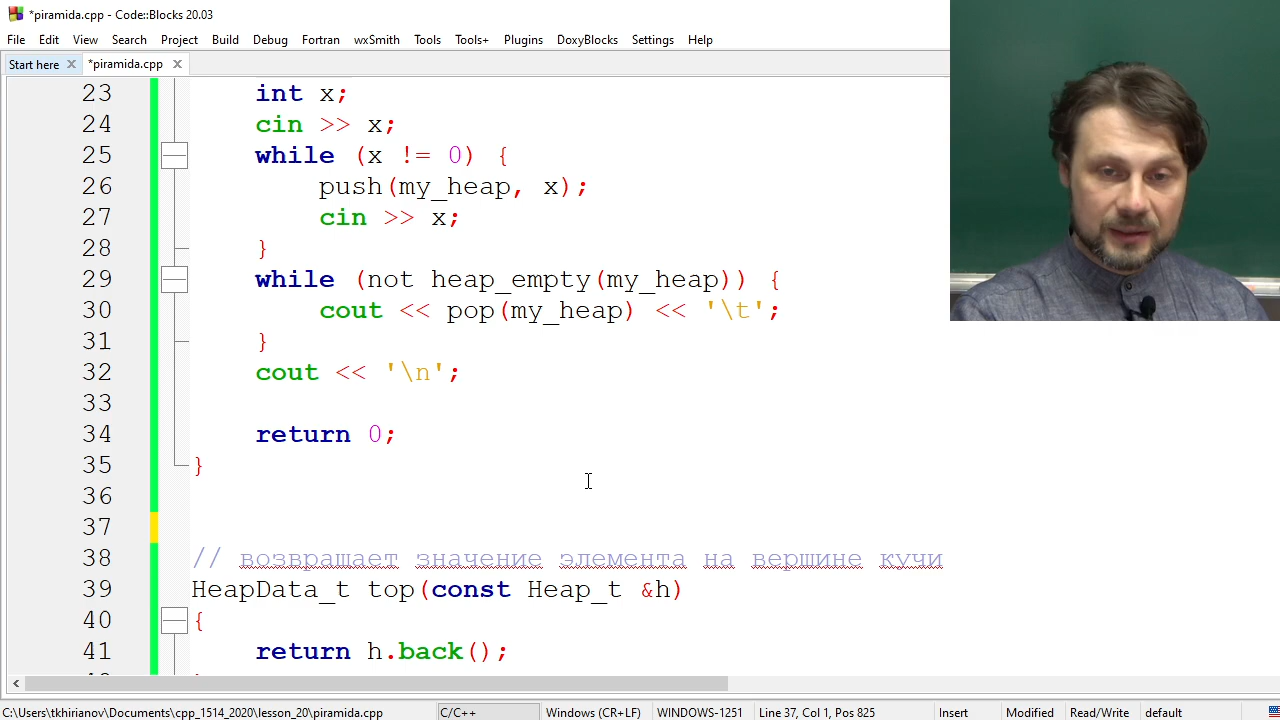 *piramida.cpp - Code::Blocks 20.03
File Edit View Search Project Build Debug Fortran wxSmith Tools Tools+ Plugins DoxyBlocks Settings Help
Start here *piramida.cpp
23 int x;
24 cin >> x;
25 while (x != 0) {
26 push(my_heap, x);
27 cin >> x;
28 }
29 while (not heap_empty(my_heap)) {
30 cout << pop(my_heap) << '\t';
31 }
32 cout << '\n';
33
34 return 0;
35 }
36
37
38 // возвращает значение элемента на вершине кучи
39 HeapData_t top(const Heap_t &h)
40 {
41 return h.back();
C:\Users\tkhirianov\Documents\cpp_1514_2020\lesson_20\piramida.cpp C/C++ Windows (CR+LF) WINDOWS-1251 Line 37, Col 1, Pos 825 Insert Modified Read/Write default